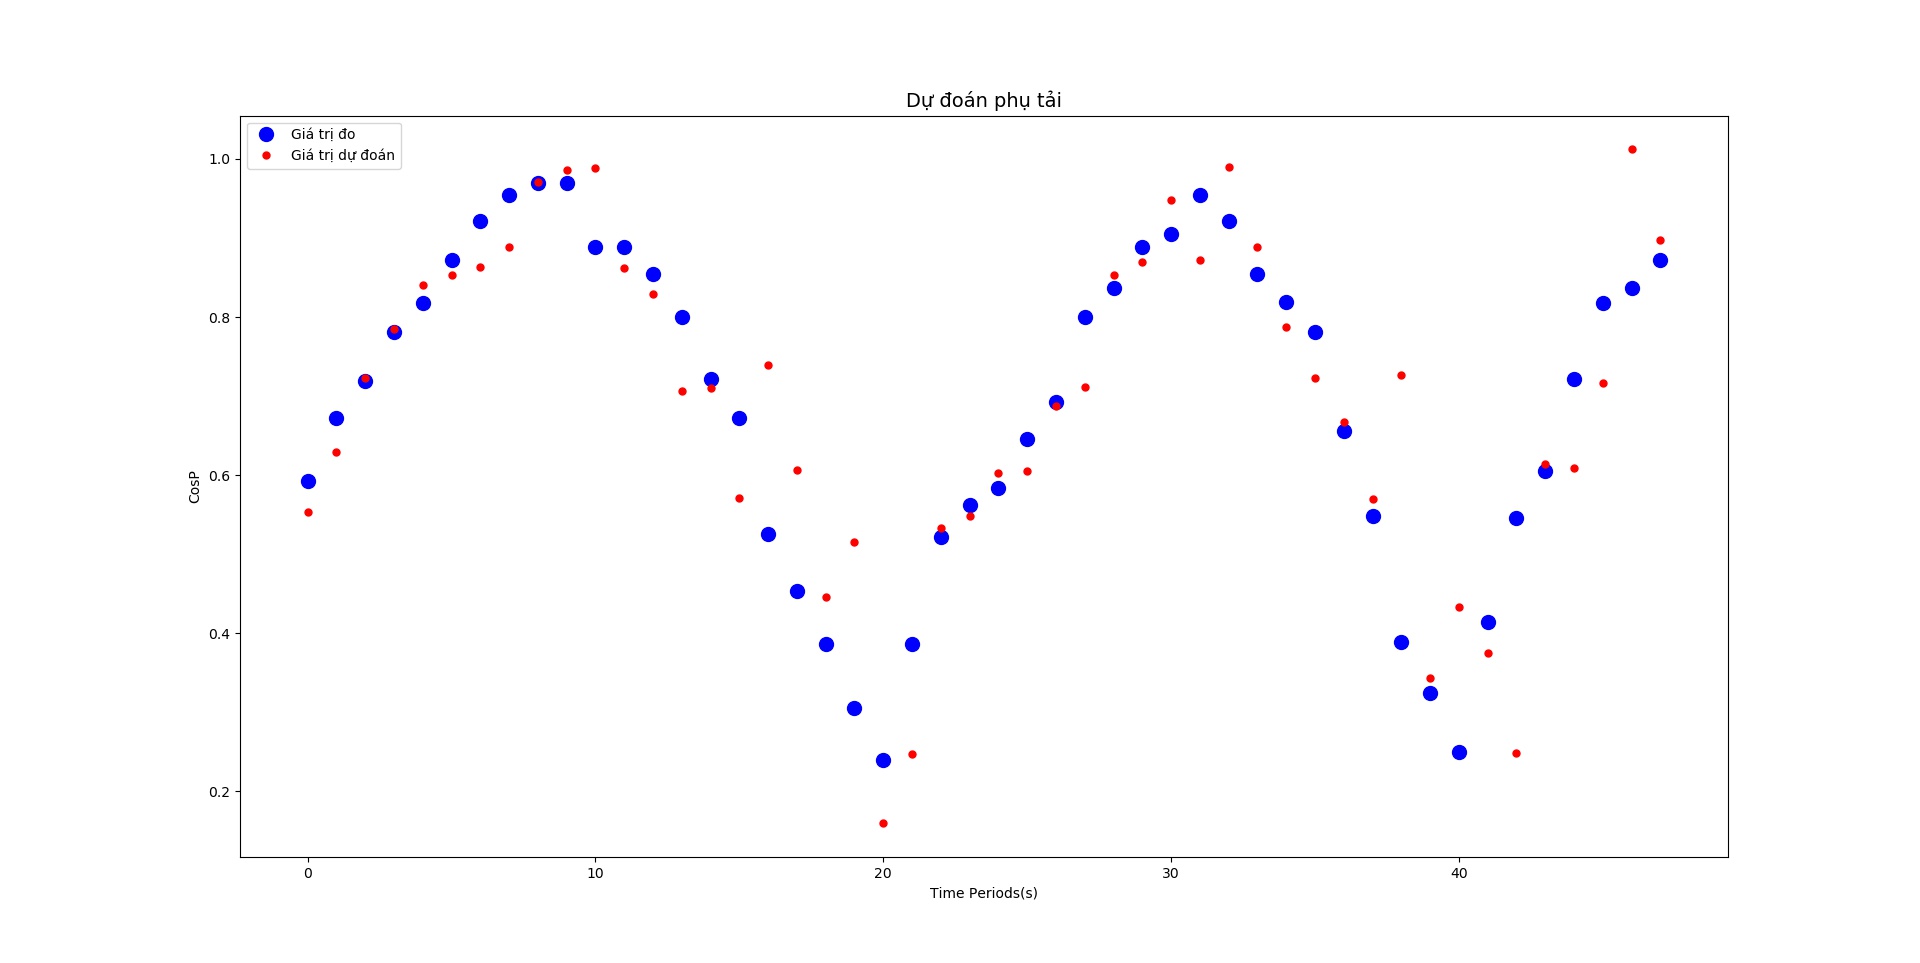 Dự đoán phụ tải
Giá trị đo
Giá trị dự đoán
1.0
0.8
0.6
0.4
0.2
CosP
0 10 20 30 40
Time Periods(s)